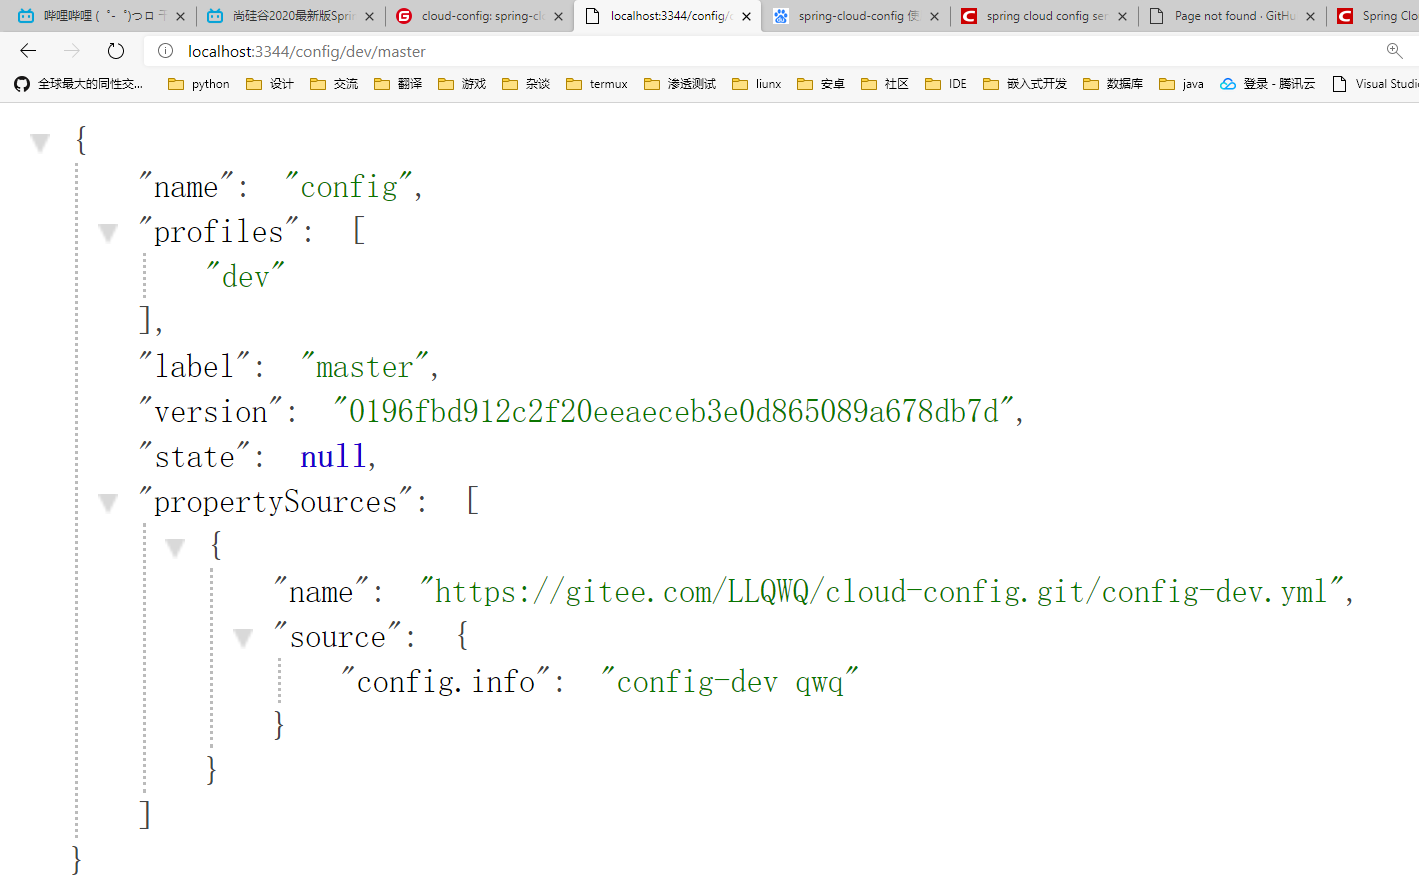 哔哩哔哩 ( ゜- ゜)つロ 干
尚硅谷2020最新版Spri
cloud-config: spring-cl
localhost:3344/config/d
spring-cloud-config 使
spring cloud config ser
Page not found · GitHu
Spring Clo
localhost:3344/config/dev/master
全球最大的同性交... python 设计 交流 翻译 游戏 杂谈 termux 渗透测试 liunx 安卓 社区 IDE 嵌入式开发 数据库 java 登录 - 腾讯云 Visual Studi
{
"name": "config",
"profiles": [
"dev"
],
"label": "master",
"version": "0196fbd912c2f20eeaeceb3e0d865089a678db7d",
"state": null,
"propertySources": [
{
"name": "https://gitee.com/LLQWQ/cloud-config.git/config-dev.yml",
"source": {
"config.info": "config-dev qwq"
}
}
]
}